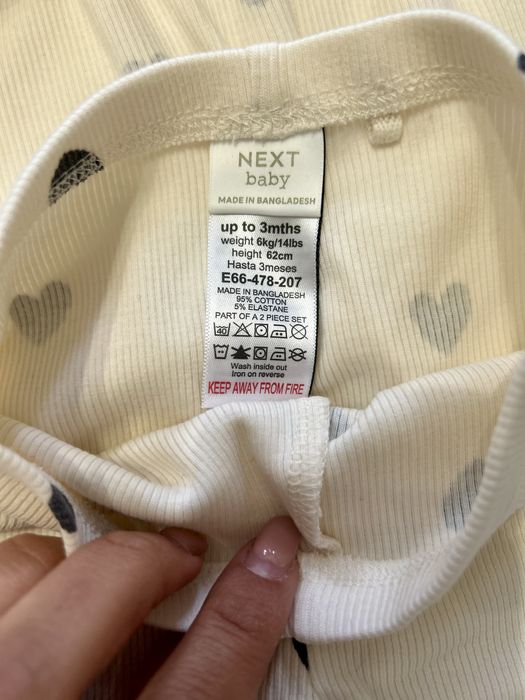 NEXT
baby
MADE IN BANGLADESH
up to 3mths
weight 6kg/14lbs
height 62cm
Hasta 3meses
E66-478-207
MADE IN BANGLADESH
95% COTTON
5% ELASTANE
PART OF A 2 PIECE SET
40
Wash inside out
Iron on reverse
KEEP AWAY FROM FIRE